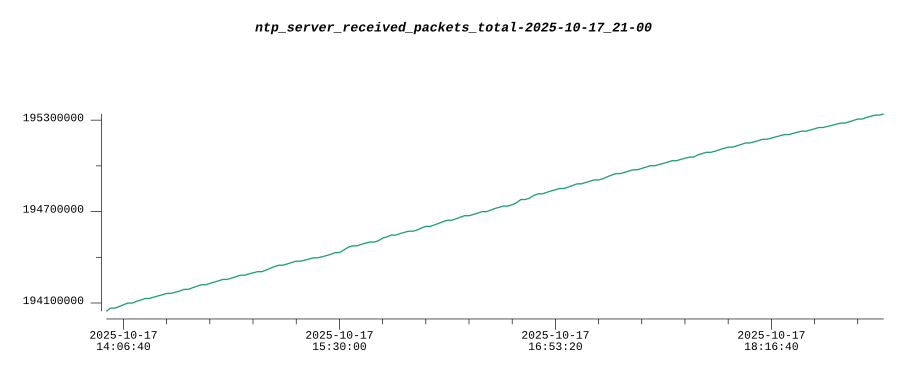 ntp_server_received_packets_total-2025-10-17_21-00
195300000
194700000
194100000
2025-10-17 2025-10-17 2025-10-17 2025-10-17
14:06:40 15:30:00 16:53:20 18:16:40